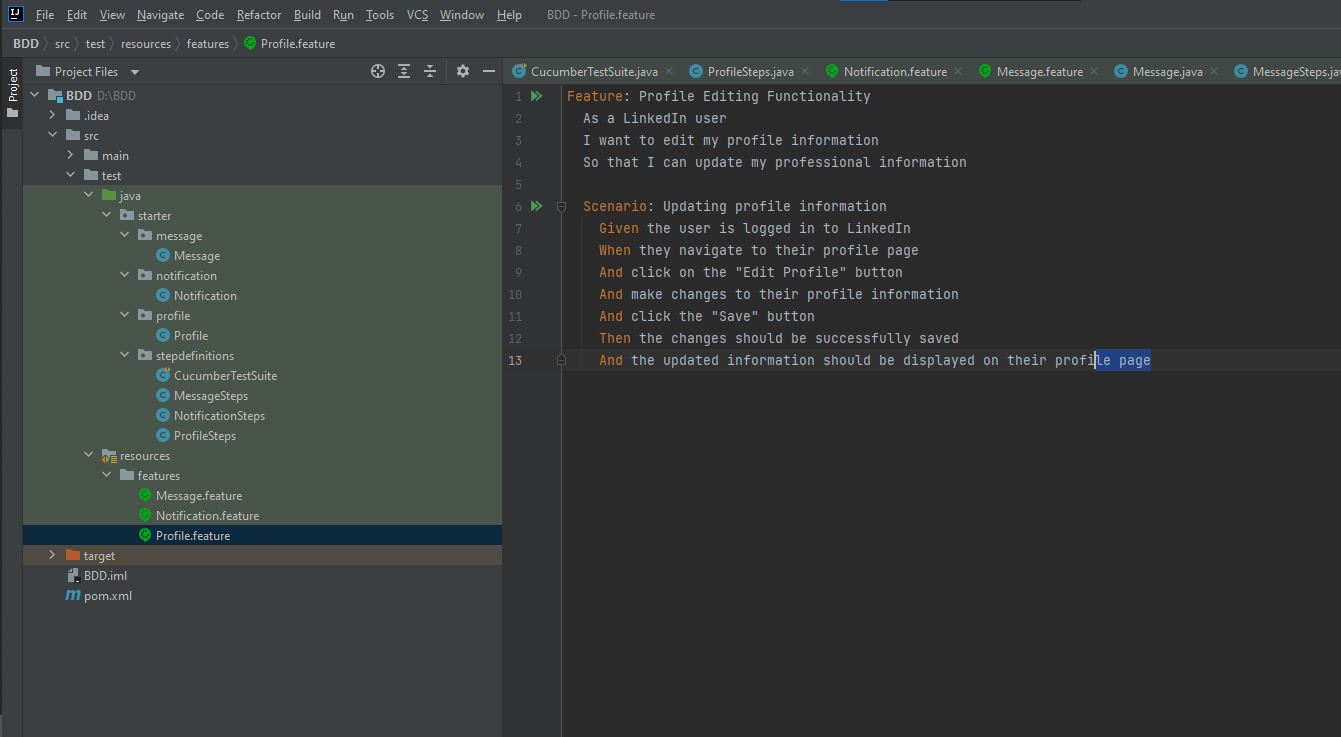 IJ File Edit View Navigate Code Refactor Build Run Tools VCS Window Help BDD - Profile.feature
BDD src test resources features Profile.feature
Project
Project Files
BDD D:\BDD
.idea
src
main
test
java
starter
message
Message
notification
Notification
profile
Profile
stepdefinitions
CucumberTestSuite
MessageSteps
NotificationSteps
ProfileSteps
resources
features
Message.feature
Notification.feature
Profile.feature
target
BDD.iml
pom.xml
CucumberTestSuite.java ProfileSteps.java Notification.feature Message.feature Message.java MessageSteps.jav
1 Feature: Profile Editing Functionality
2 As a LinkedIn user
3 I want to edit my profile information
4 So that I can update my professional information
5
6 Scenario: Updating profile information
7 Given the user is logged in to LinkedIn
8 When they navigate to their profile page
9 And click on the "Edit Profile" button
10 And make changes to their profile information
11 And click the "Save" button
12 Then the changes should be successfully saved
13 And the updated information should be displayed on their profile page